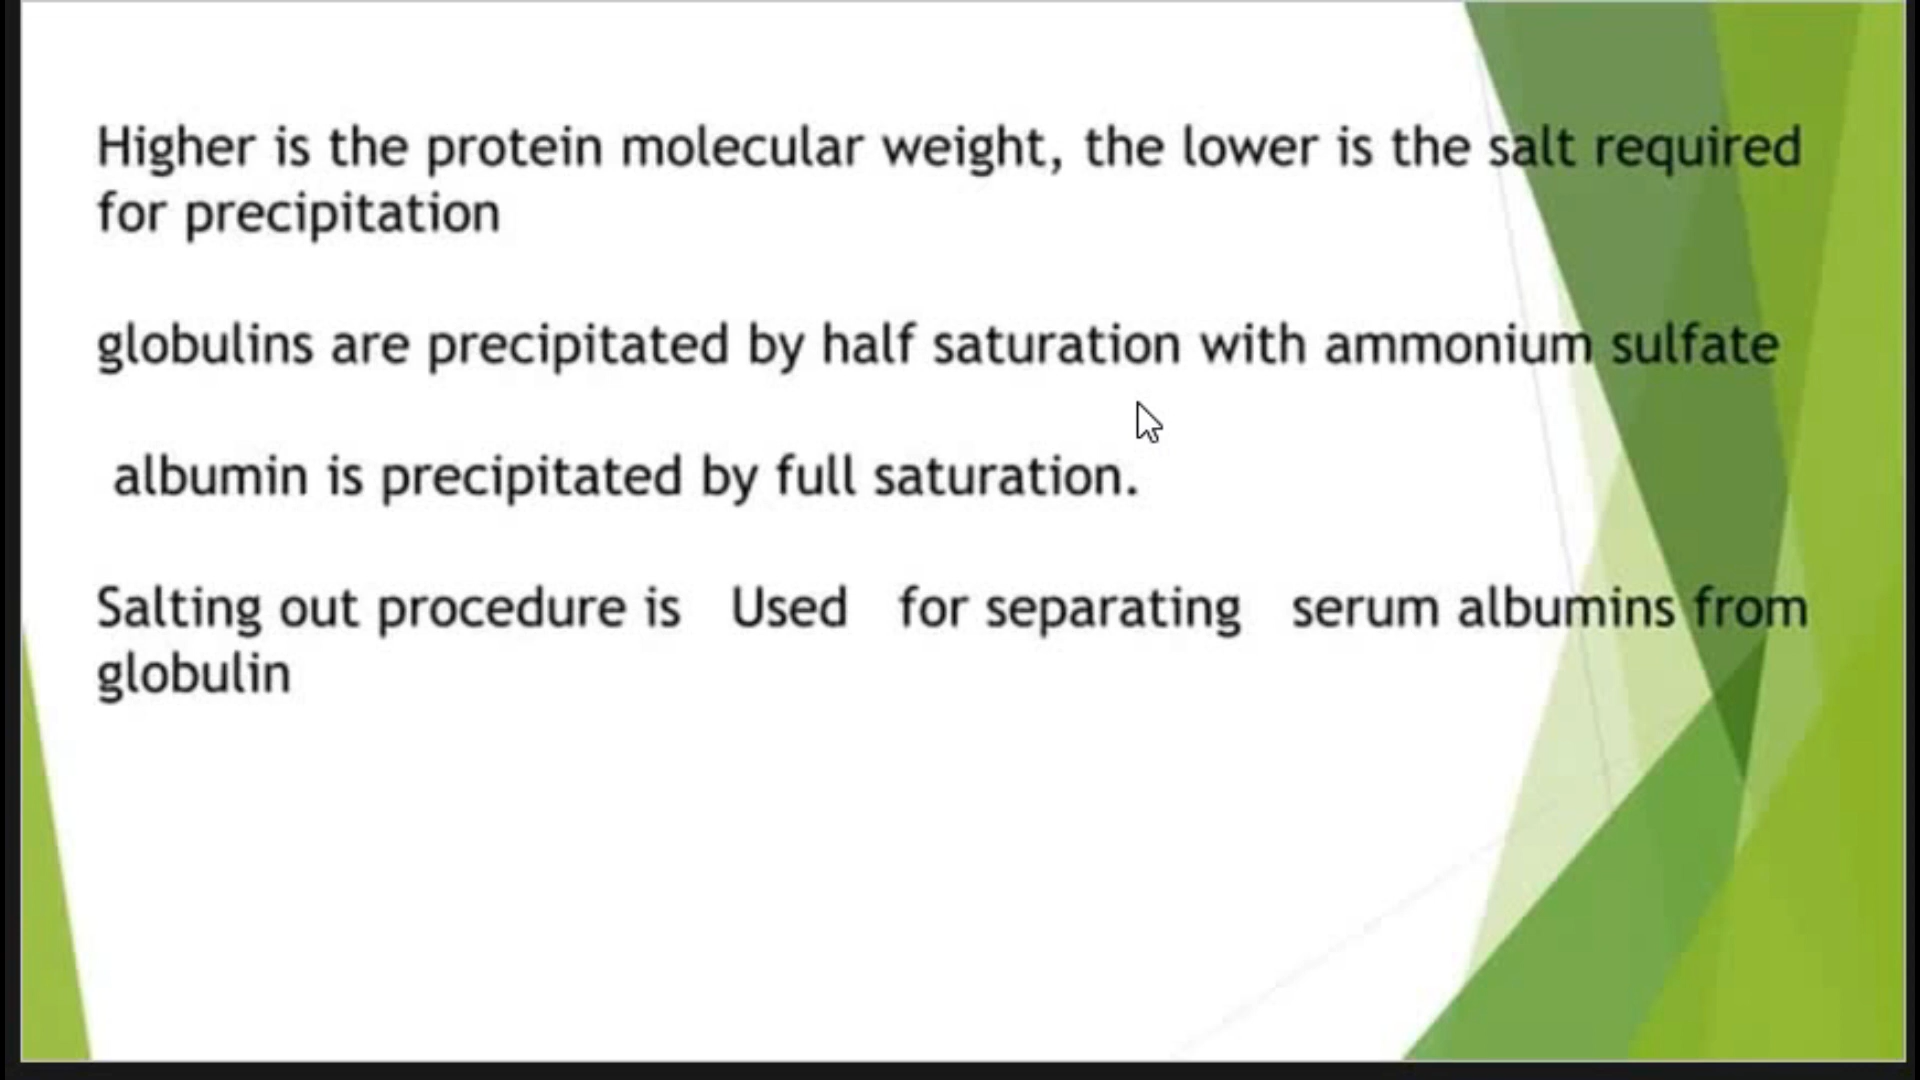 Higher is the protein molecular weight, the lower is the salt required
for precipitation
globulins are precipitated by half saturation with ammonium sulfate
albumin is precipitated by full saturation.
Salting out procedure is Used for separating serum albumins from
globulin